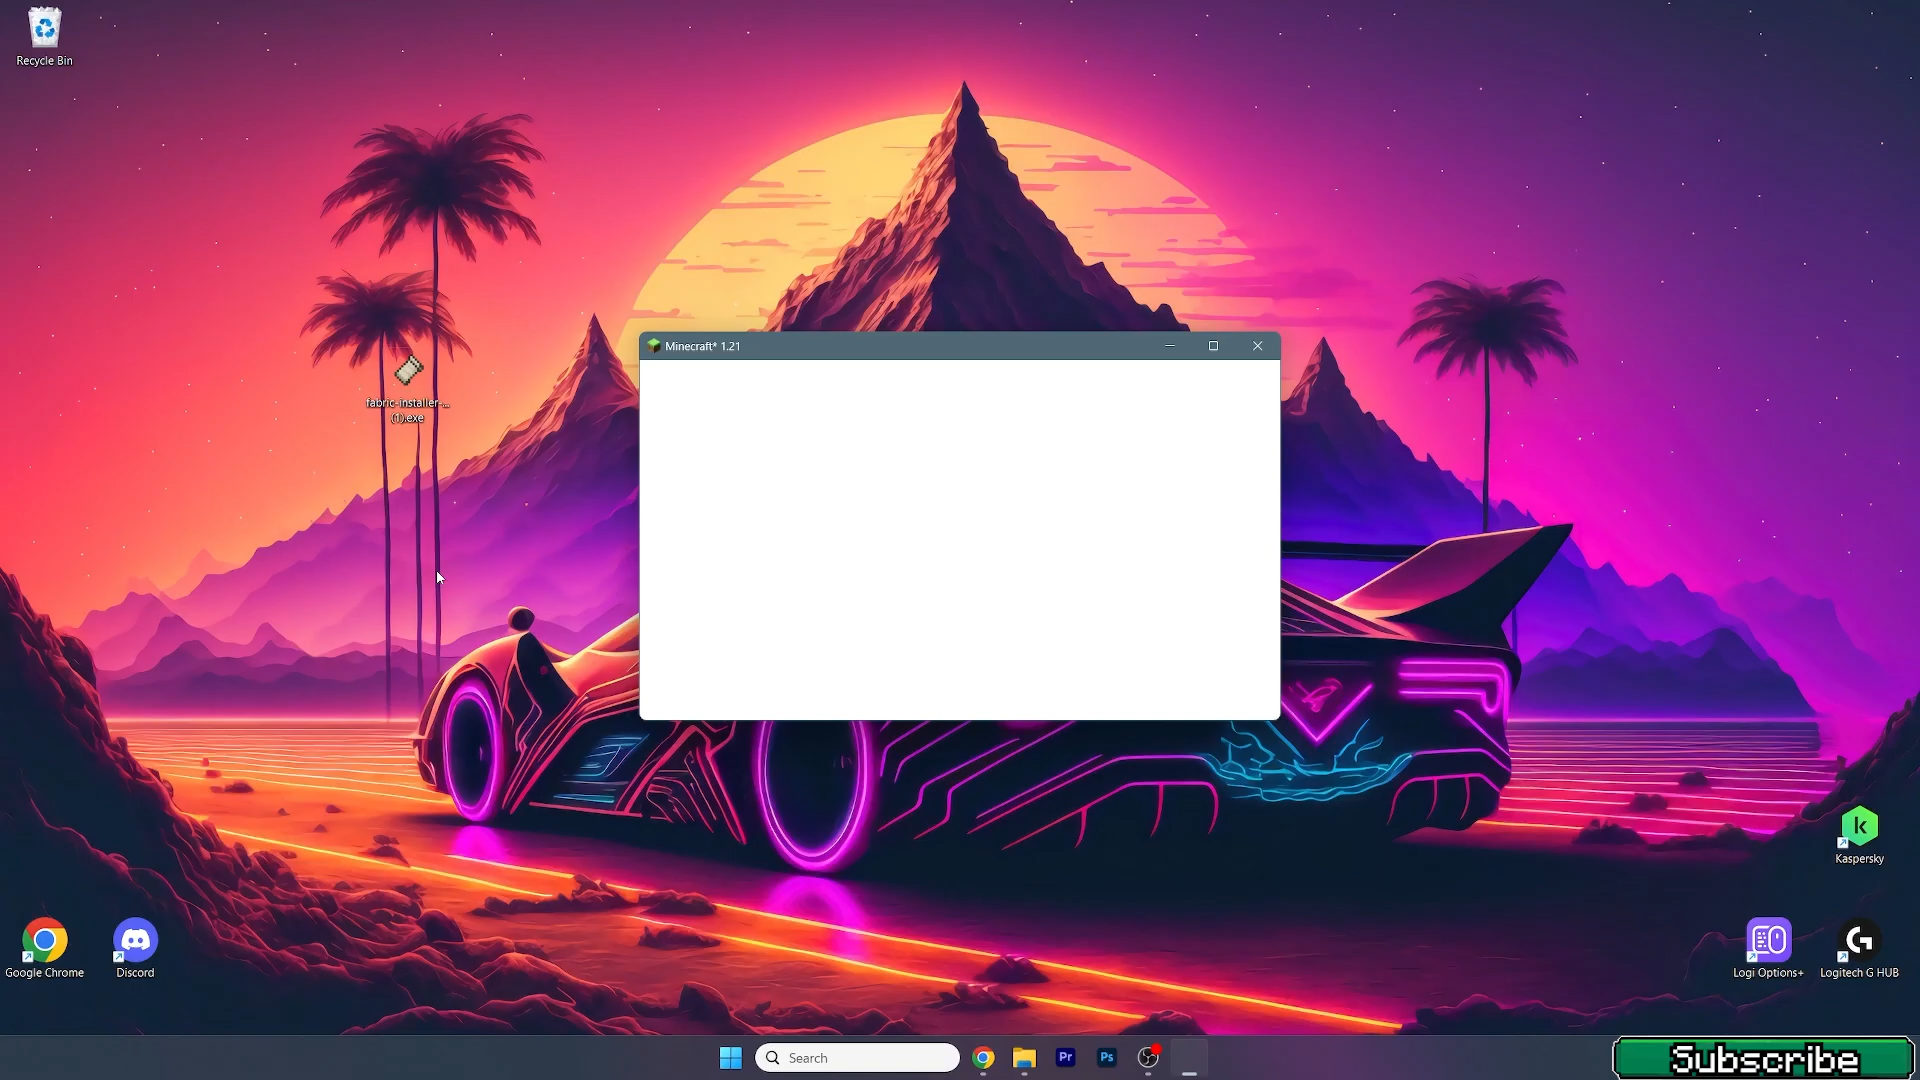 Recycle Bin
Minecraft* 1.21
fabric-installer-...
(1).exe
Kaspersky
Google Chrome
Discord
Logi Options+
Logitech G HUB
Search
Pr
Ps
Subscribe